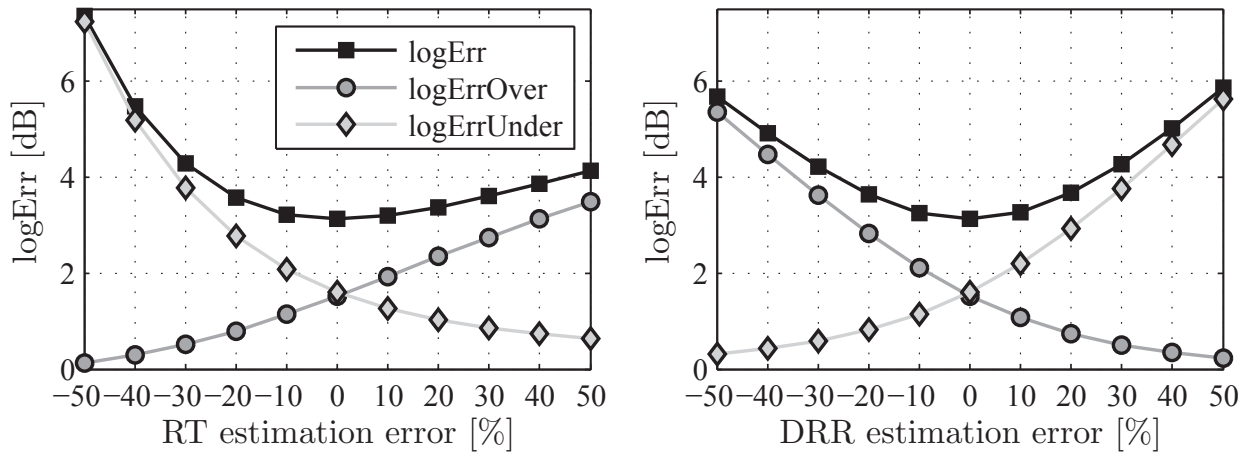 logErr
logErrOver
logErrUnder
logErr [dB]
6
4
2
0
−50 −40 −30 −20 −10 0 10 20 30 40 50
RT estimation error [%]
logErr [dB]
6
4
2
0
−50 −40 −30 −20 −10 0 10 20 30 40 50
DRR estimation error [%]